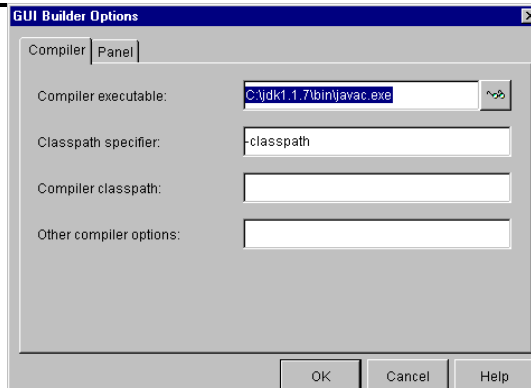 GUI Builder Options
Compiler Panel
Compiler executable: C:\jdk1.1.7\bin\javac.exe
Classpath specifier: -classpath
Compiler classpath:
Other compiler options:
OK Cancel Help